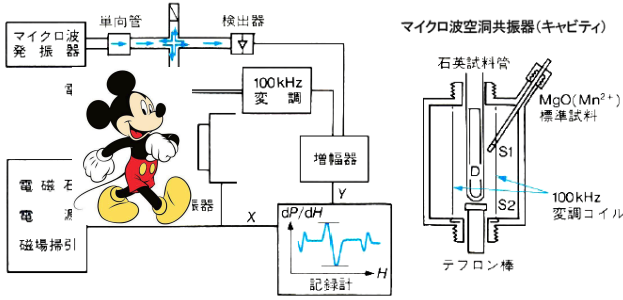 マイクロ波
発 振 器
単向管
検出器
100kHz
変 調
増幅器
電 磁 石
電 源
磁場掃引
振器
X
Y
dP/dH
H
記録計
マイクロ波空洞共振器(キャビティ)
石英試料管
MgO(Mn²⁺)
標準試料
S1
D
S2
100kHz
変調コイル
テフロン棒